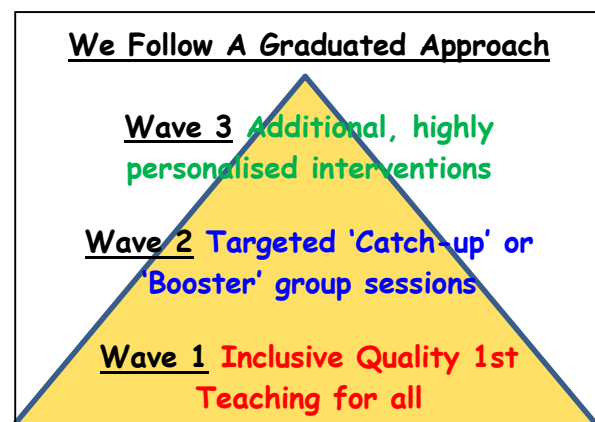 We Follow A Graduated Approach
Wave 3 Additional, highly
personalised interventions
Wave 2 Targeted ‘Catch-up’ or
‘Booster’ group sessions
Wave 1 Inclusive Quality 1st
Teaching for all